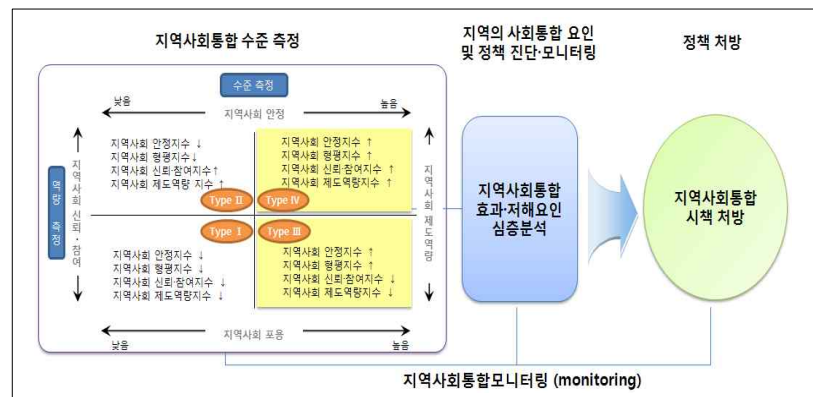 지역사회통합 수준 측정
지역의 사회통합 요인
및 정책 진단·모니터링
정책 처방
수준 측정
낮음
높음
지역사회 안정
역량 측정
지역사회 신뢰·참여
지역사회 안정지수 ↓
지역사회 형평지수↓
지역사회 신뢰·참여지수↑
지역사회 제도역량 지수 ↑
지역사회 안정지수 ↑
지역사회 형평지수 ↑
지역사회 신뢰·참여지수 ↑
지역사회 제도역량지수 ↑
Type Ⅱ
Type Ⅳ
Type Ⅰ
Type Ⅲ
지역사회 안정지수 ↓
지역사회 형평지수 ↓
지역사회 신뢰·참여지수 ↓
지역사회 제도역량지수 ↓
지역사회 안정지수 ↑
지역사회 형평지수 ↑
지역사회 신뢰·참여지수 ↓
지역사회 제도역량지수 ↓
지역사회 제도역량
낮음
지역사회 포용
높음
지역사회통합
효과·저해요인
심층분석
지역사회통합
시책 처방
지역사회통합모니터링 (monitoring)